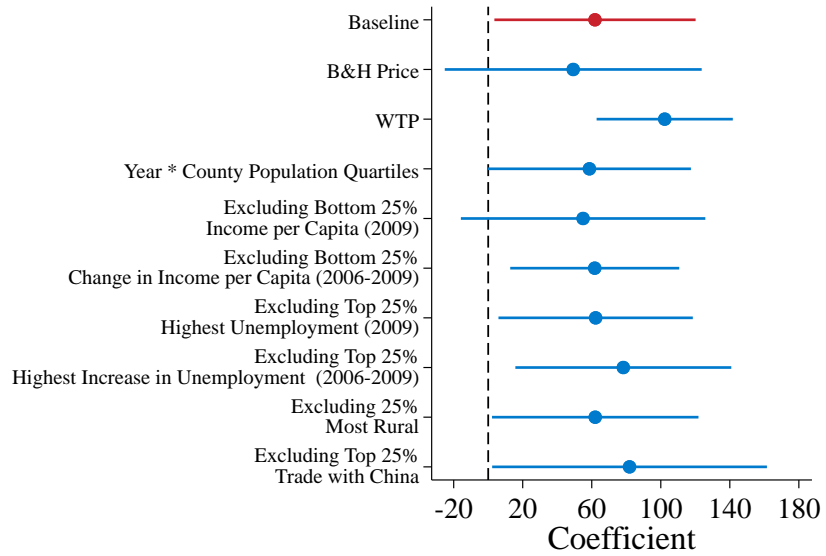 Baseline
B&H Price
WTP
Year * County Population Quartiles
Excluding Bottom 25%
Income per Capita (2009)
Excluding Bottom 25%
Change in Income per Capita (2006-2009)
Excluding Top 25%
Highest Unemployment (2009)
Excluding Top 25%
Highest Increase in Unemployment  (2006-2009)
Excluding 25%
Most Rural
Excluding Top 25%
Trade with China
-20 20 60 100 140 180
Coefficient